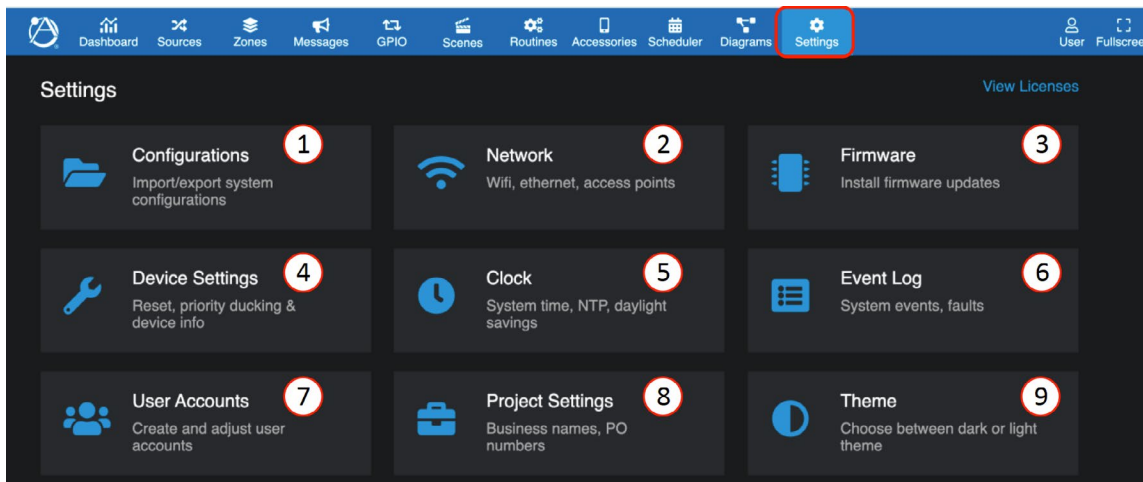 Dashboard Sources Zones Messages GPIO Scenes Routines Accessories Scheduler Diagrams Settings User Fullscree
Settings
View Licenses
Configurations 1
Import/export system
configurations
Network 2
Wifi, ethernet, access points
Firmware 3
Install firmware updates
Device Settings 4
Reset, priority ducking &
device info
Clock 5
System time, NTP, daylight
savings
Event Log 6
System events, faults
User Accounts 7
Create and adjust user
accounts
Project Settings 8
Business names, PO
numbers
Theme 9
Choose between dark or light
theme